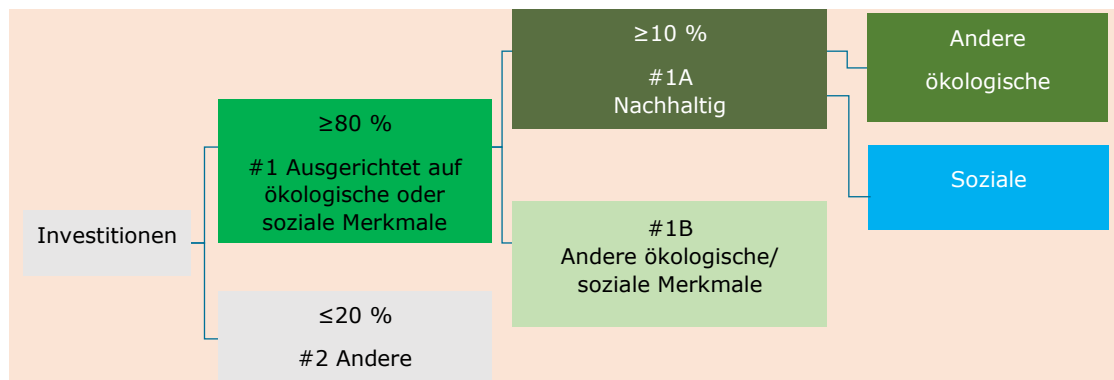 Investitionen
≥80 %
#1 Ausgerichtet auf
ökologische oder
soziale Merkmale
≤20 %
#2 Andere
≥10 %
#1A
Nachhaltig
#1B
Andere ökologische/
soziale Merkmale
Andere
ökologische
Soziale